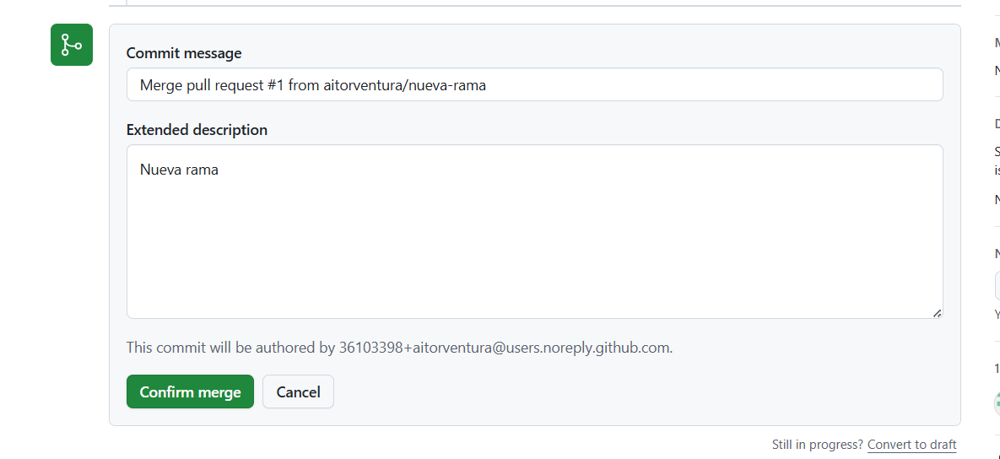 Commit message
Merge pull request #1 from aitorventura/nueva-rama
Extended description
Nueva rama
This commit will be authored by 36103398+aitorventura@users.noreply.github.com.
Confirm merge
Cancel
Still in progress? Convert to draft